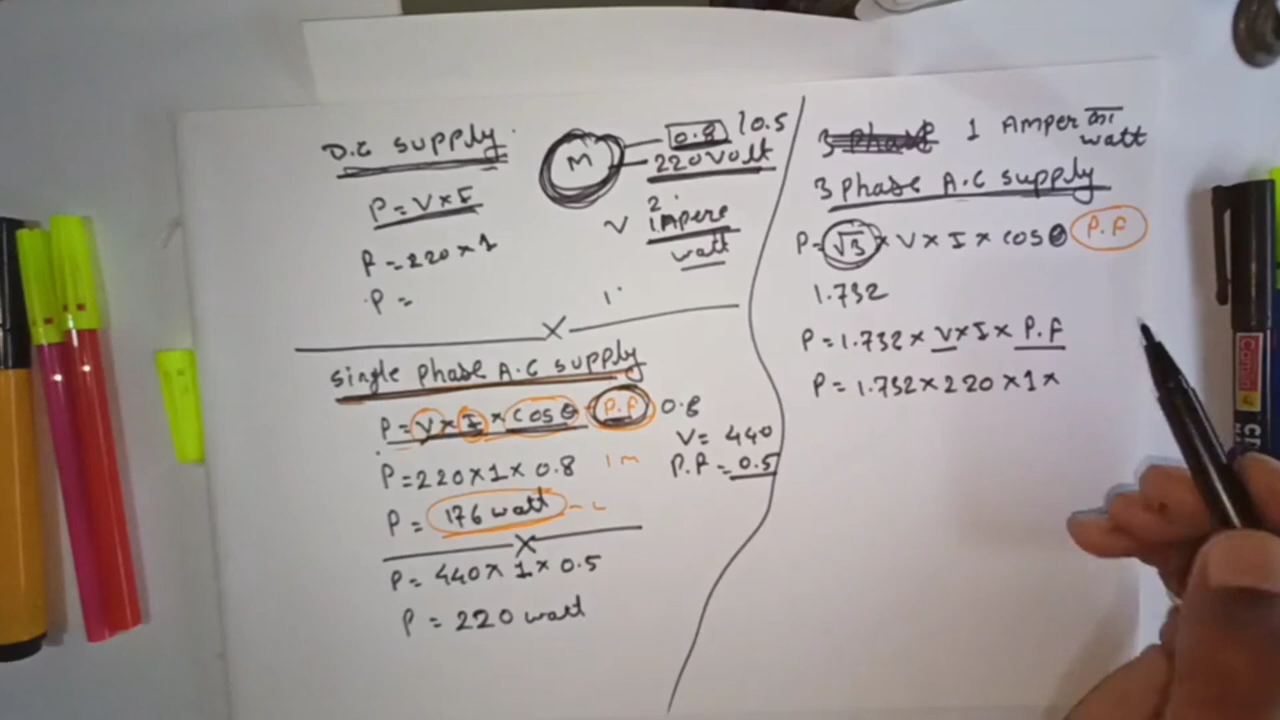 D.C supply.
P = V × I
P = 220 × 1
P =
M
0.8 / 0.5
220 volt
2
1 Ampere
V
watt
single phase A.C supply
P = V × I × cos θ P.F 0.8
P = 220 × 1 × 0.8
P = 176 watt
V = 440
P.F = 0.5
P = 440 × 1 × 0.5
P = 220 watt
1 Amper का
watt
3 Phase A.C supply
P = √3 × V × I × cos θ P.F
1.732
P = 1.732 × V × I × P.F
P = 1.732 × 220 × 1 ×